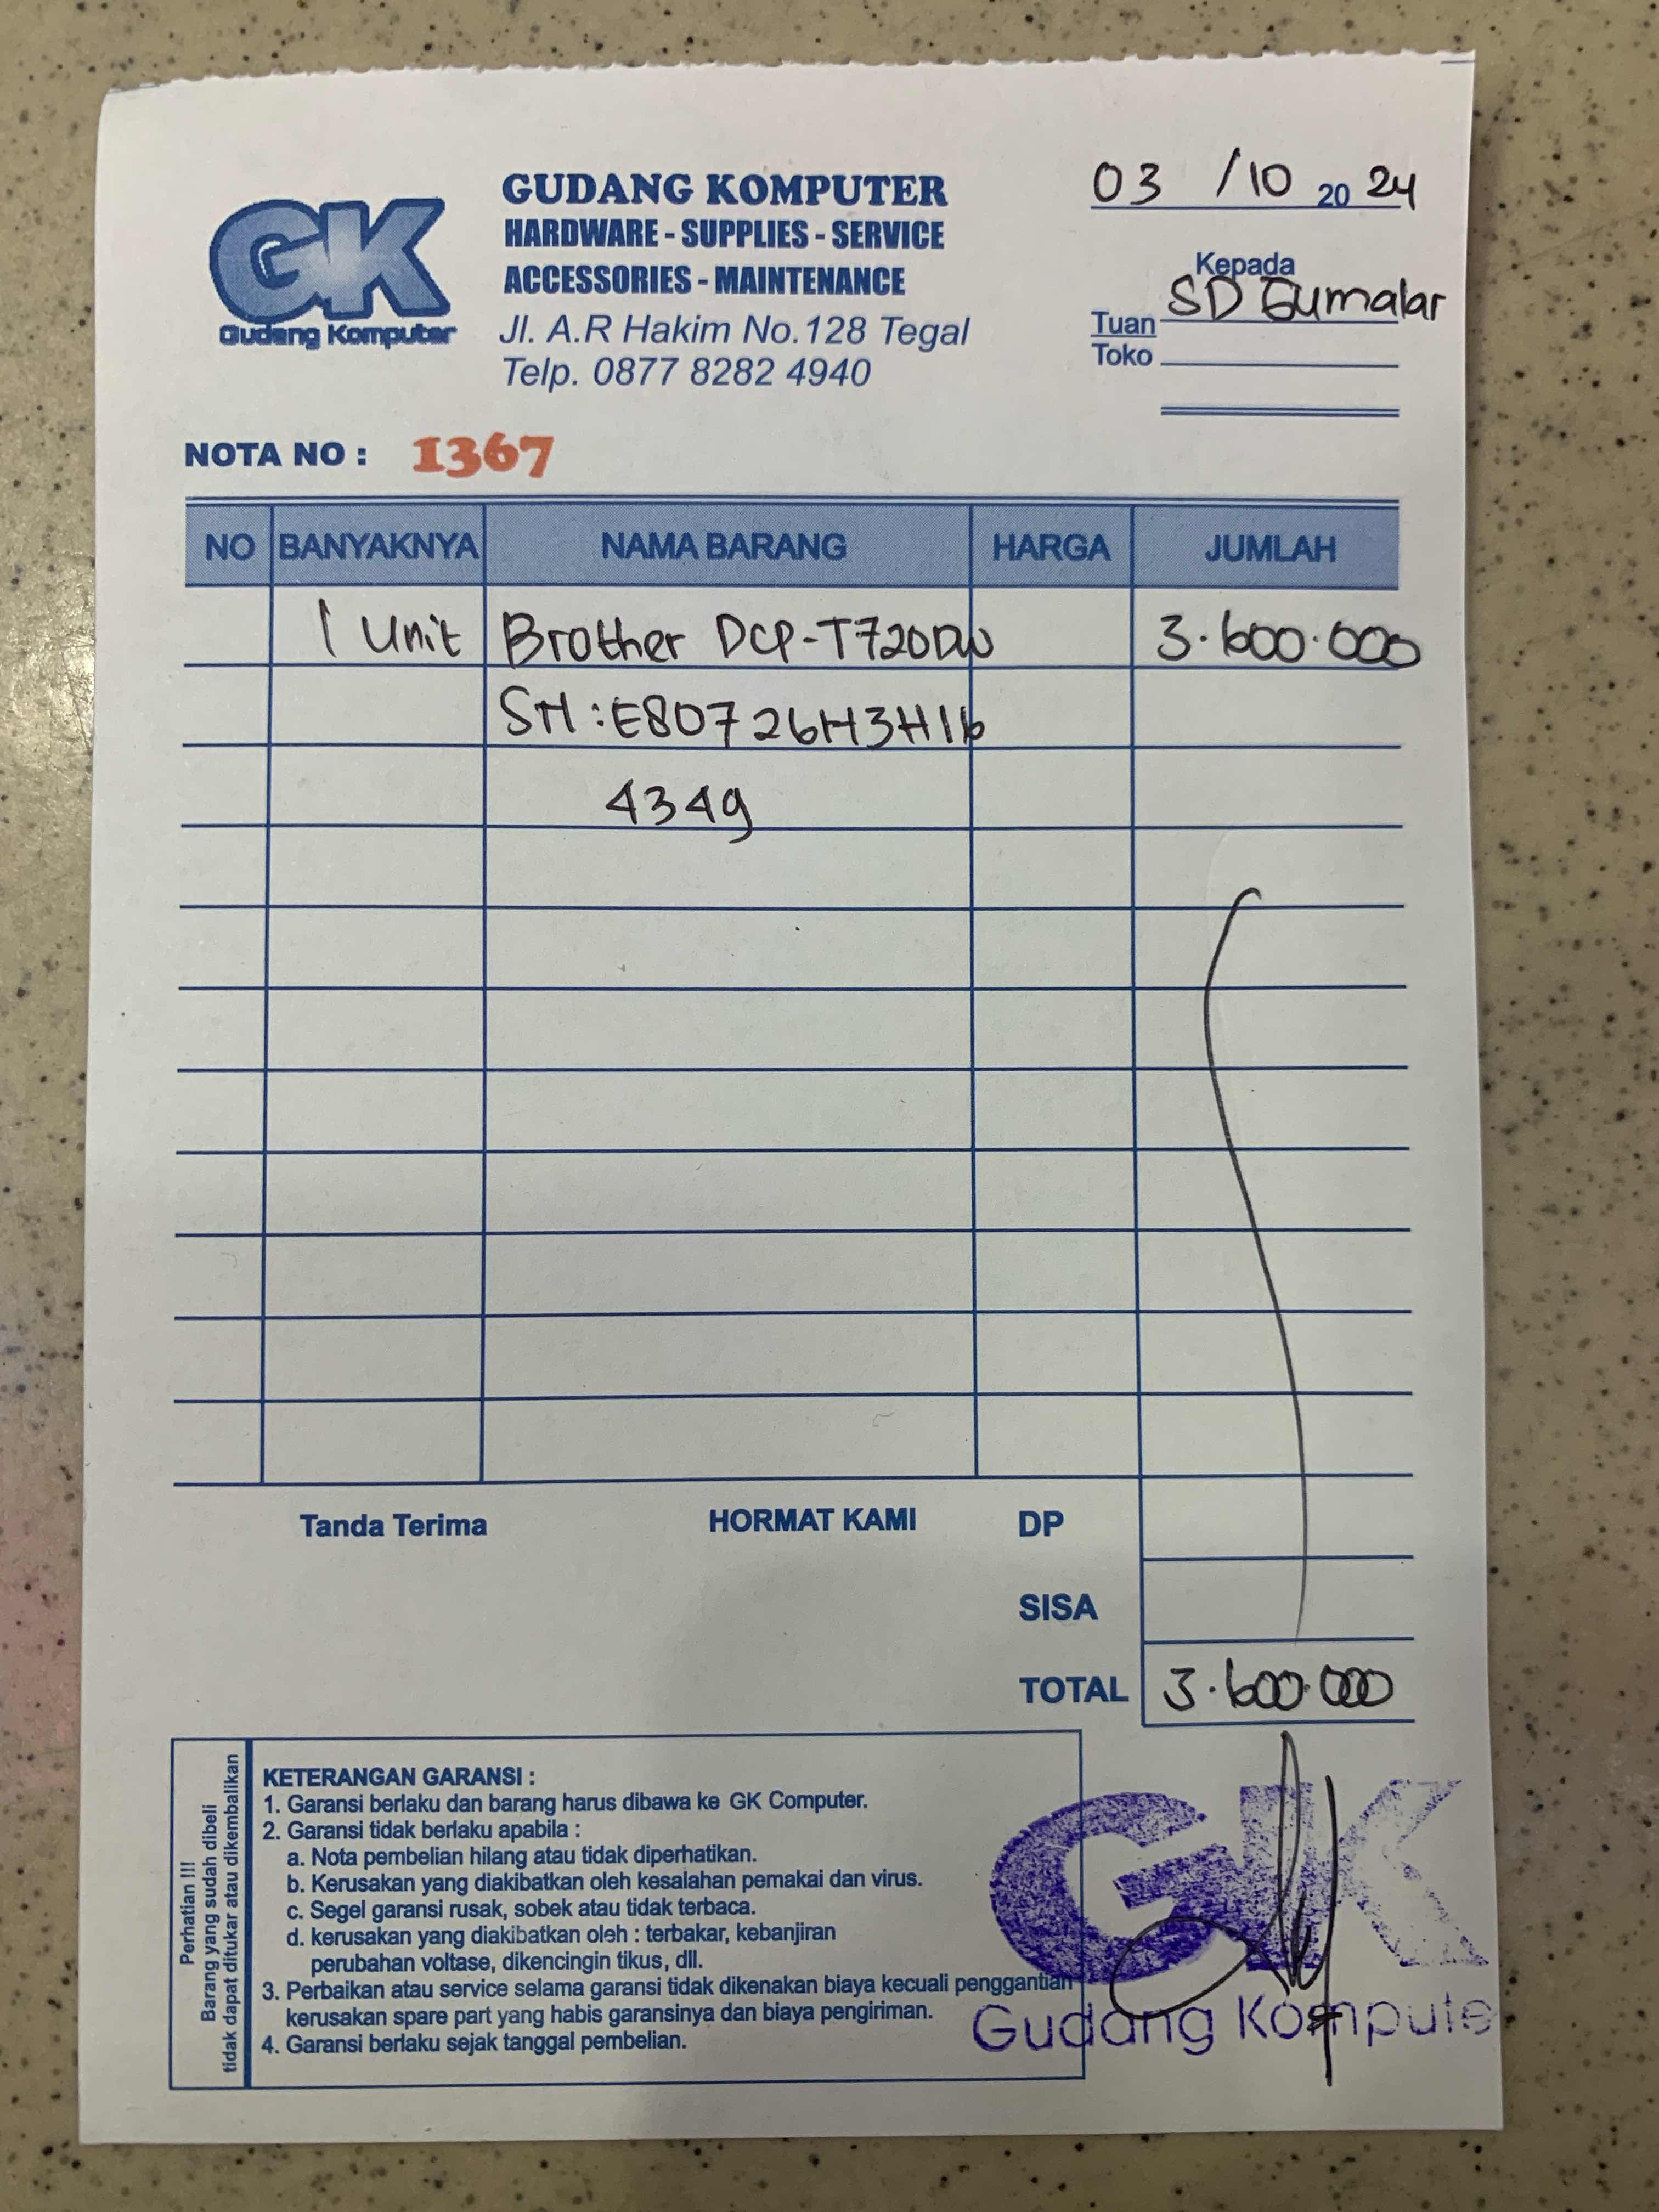 GK
Gudang Komputer
GUDANG KOMPUTER
HARDWARE - SUPPLIES - SERVICE
ACCESSORIES - MAINTENANCE
Jl. A.R Hakim No.128 Tegal
Telp. 0877 8282 4940
03 /10 2024
Kepada
Tuan SD Gumalar
Toko
NOTA NO : 1367
NO BANYAKNYA NAMA BARANG HARGA JUMLAH
1 Unit Brother DCP-T720DW 3.600.000
SN :E80726H3H16
4349
Tanda Terima HORMAT KAMI DP
SISA
TOTAL 3.600.000
Perhatian !!!
Barang yang sudah dibeli
tidak dapat ditukar atau dikembalikan
KETERANGAN GARANSI :
1. Garansi berlaku dan barang harus dibawa ke GK Computer.
2. Garansi tidak berlaku apabila :
a. Nota pembelian hilang atau tidak diperhatikan.
b. Kerusakan yang diakibatkan oleh kesalahan pemakai dan virus.
c. Segel garansi rusak, sobek atau tidak terbaca.
d. kerusakan yang diakibatkan oleh : terbakar, kebanjiran
perubahan voltase, dikencingin tikus, dll.
3. Perbaikan atau service selama garansi tidak dikenakan biaya kecuali penggantian
kerusakan spare part yang habis garansinya dan biaya pengiriman.
4. Garansi berlaku sejak tanggal pembelian.
GK
Gudang Kompute